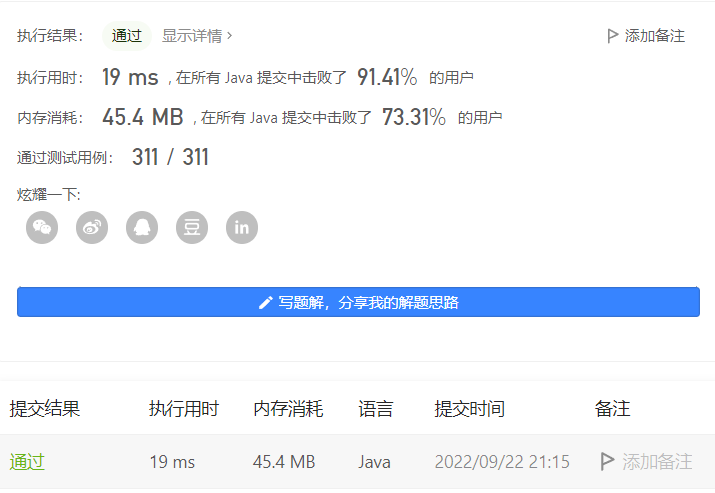 执行结果： 通过 显示详情 > 添加备注
执行用时： 19 ms , 在所有 Java 提交中击败了 91.41% 的用户
内存消耗： 45.4 MB , 在所有 Java 提交中击败了 73.31% 的用户
通过测试用例： 311 / 311
炫耀一下:
豆 in
写题解，分享我的解题思路
提交结果 执行用时 内存消耗 语言 提交时间 备注
通过 19 ms 45.4 MB Java 2022/09/22 21:15 添加备注